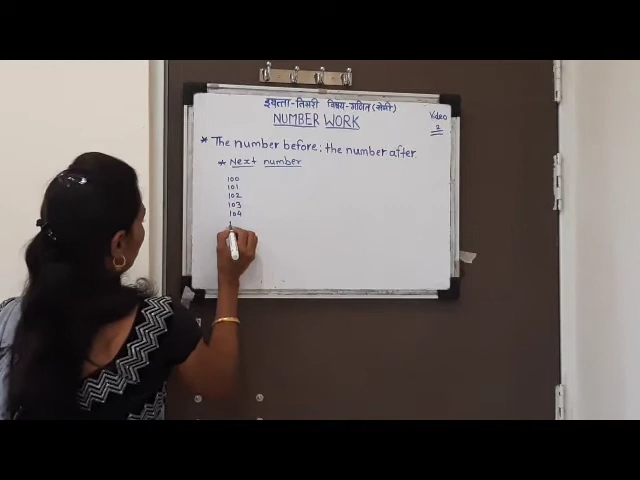 इयत्ता-तिसरी विषय-गणित (सेमी)
NUMBER WORK
Video 2
* The number before; the number after
* Next number
100
101
102
103
104
1